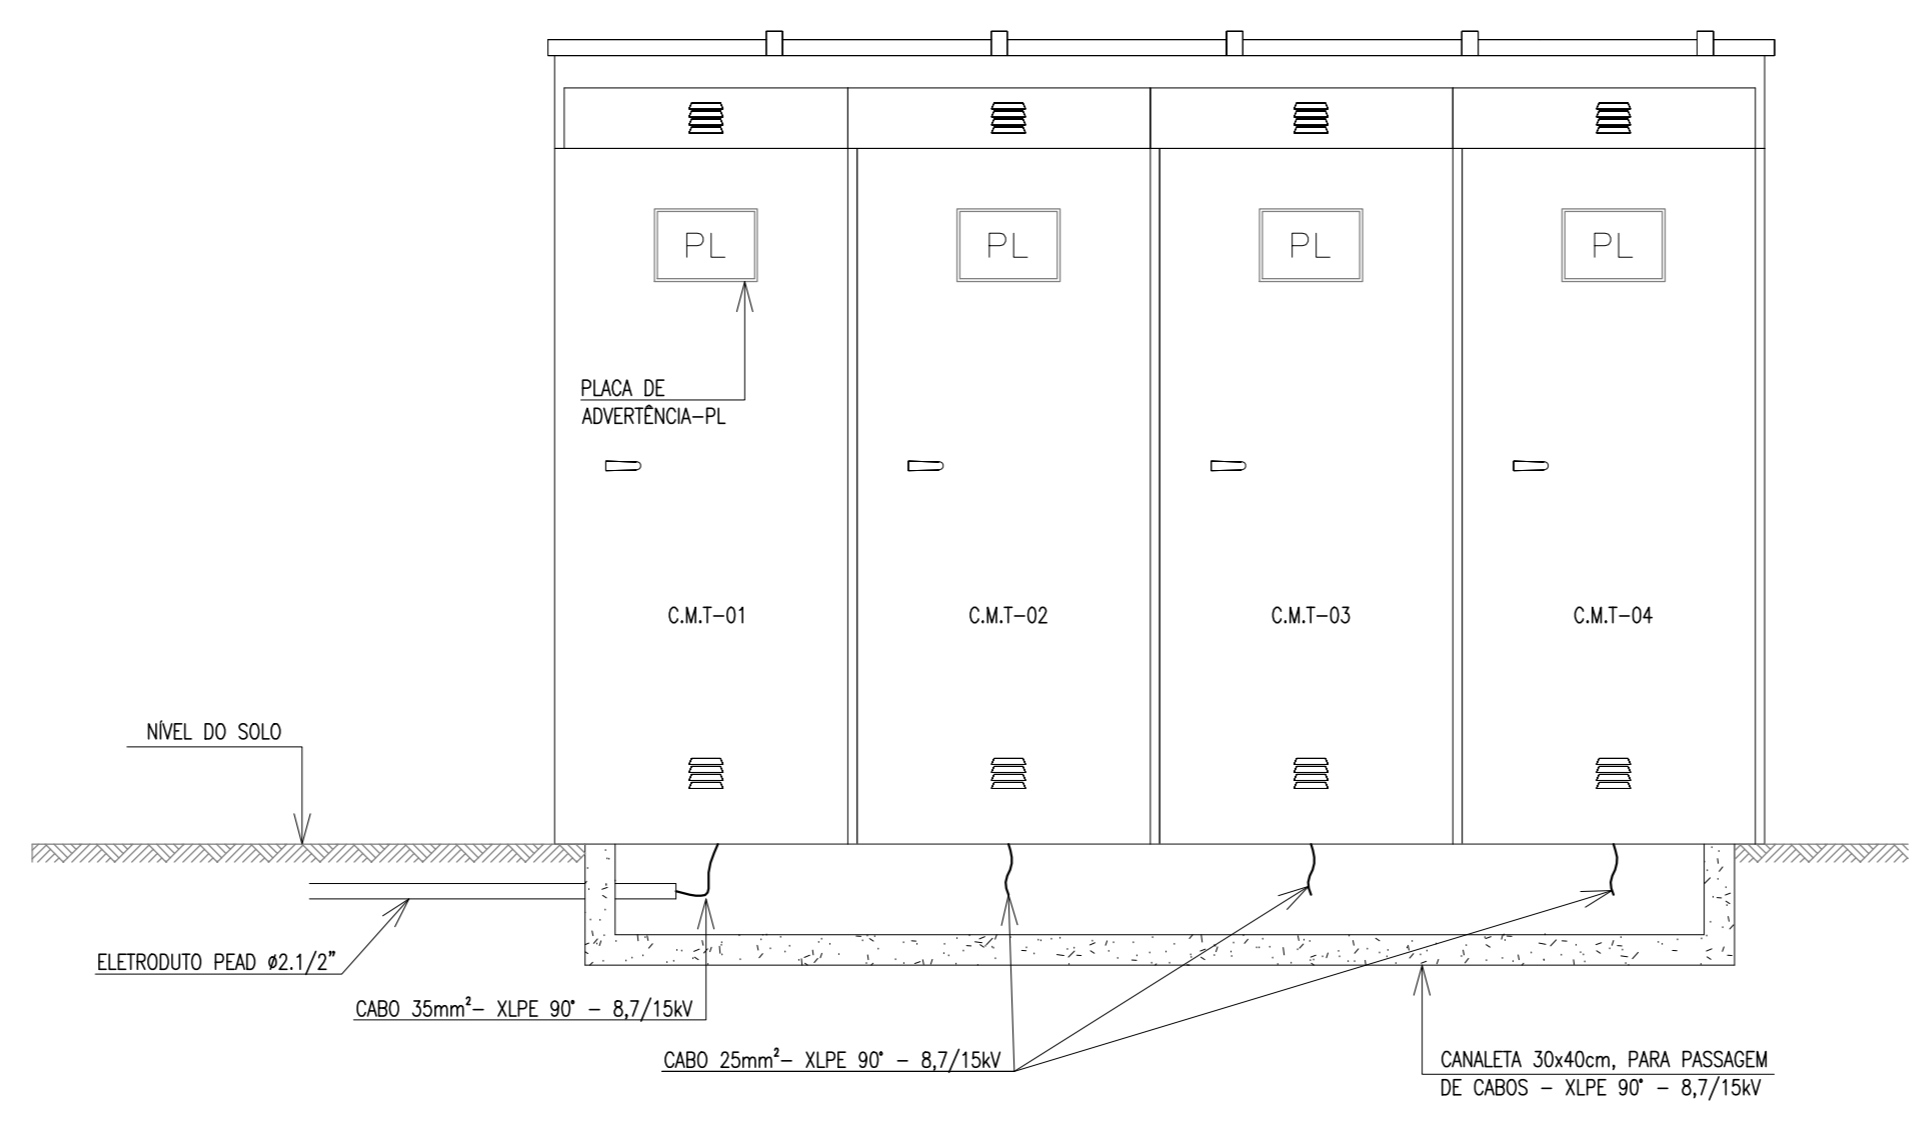 PL
PL
PL
PL
PLACA DE
ADVERTÊNCIA-PL
C.M.T-01
C.M.T-02
C.M.T-03
C.M.T-04
NÍVEL DO SOLO
ELETRODUTO PEAD ø2.1/2"
CABO 35mm²- XLPE 90° - 8,7/15kV
CABO 25mm²- XLPE 90° - 8,7/15kV
CANALETA 30x40cm, PARA PASSAGEM
DE CABOS - XLPE 90° - 8,7/15kV